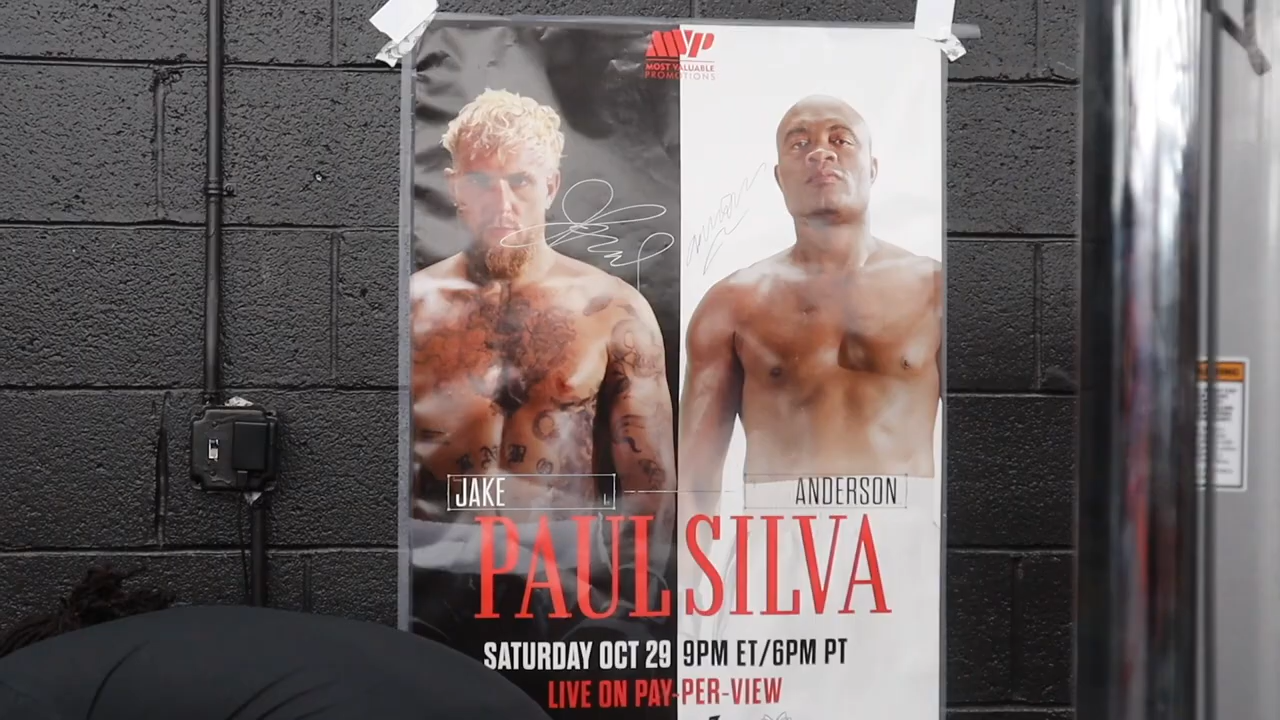 MVP
MOST VALUABLE
PROMOTIONS
JAKE
ANDERSON
PAUL SILVA
SATURDAY OCT 29 9PM ET/6PM PT
LIVE ON PAY-PER-VIEW